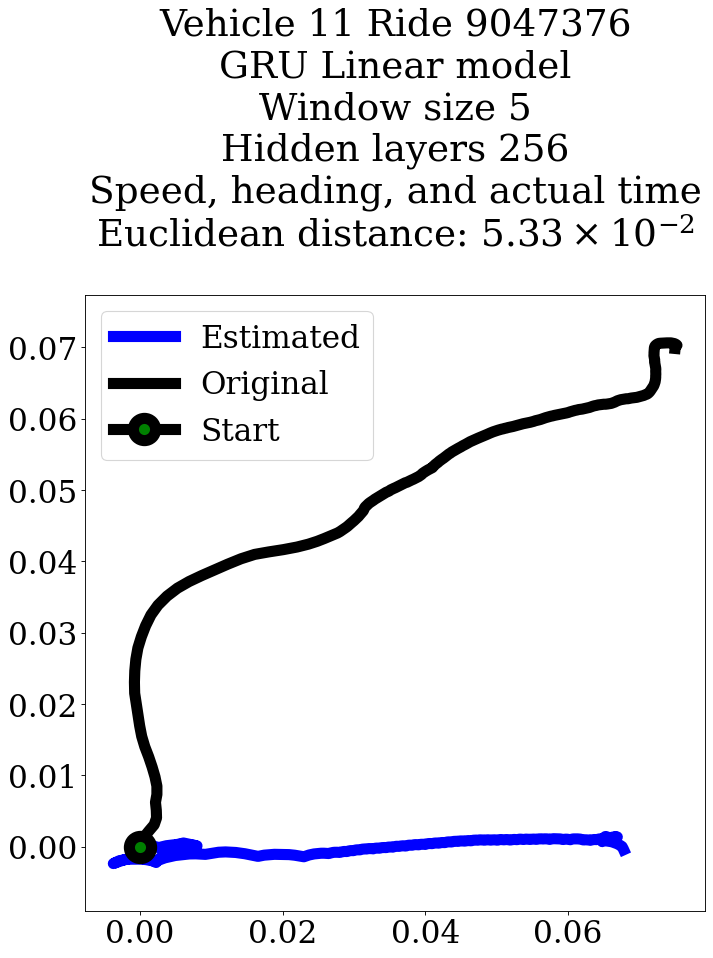 Vehicle 11 Ride 9047376
GRU Linear model
Window size 5
Hidden layers 256
Speed, heading, and actual time
Euclidean distance: 5.33 × 10⁻²
Estimated
Original
Start
0.07
0.06
0.05
0.04
0.03
0.02
0.01
0.00
0.00 0.02 0.04 0.06